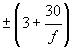 ± ( 3 + 30/f )